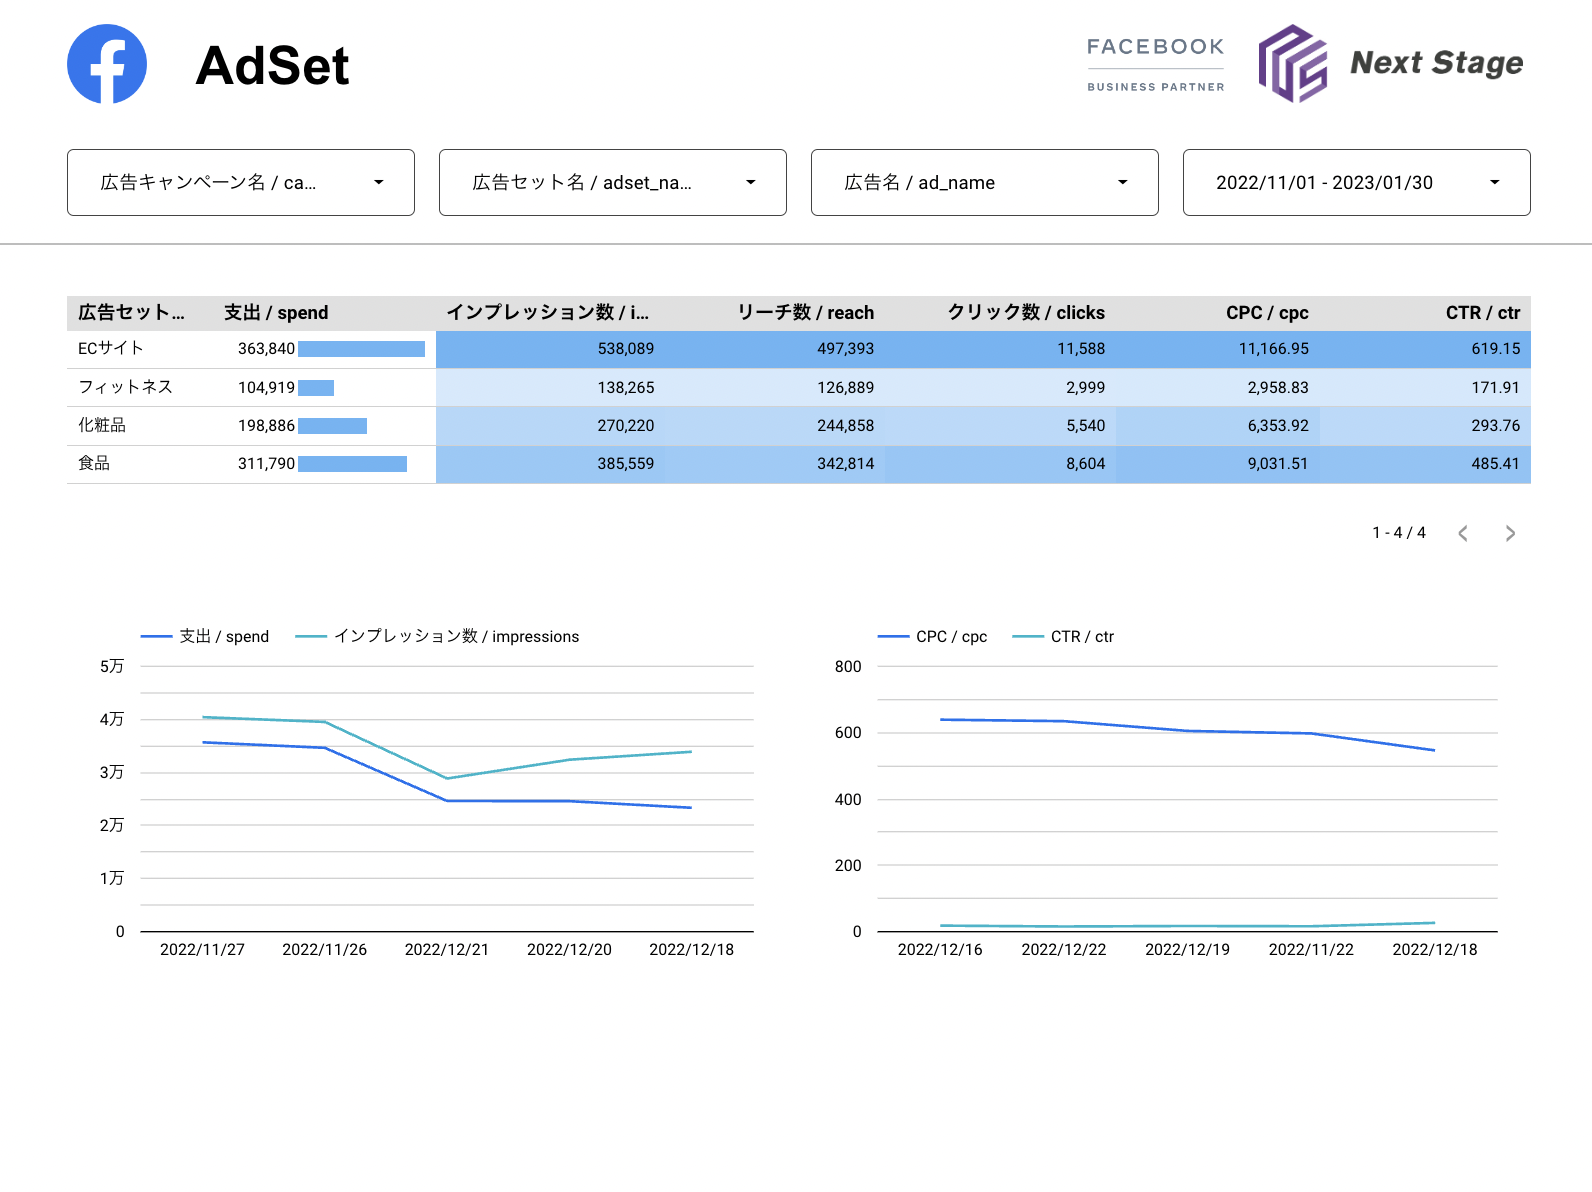 AdSet
FACEBOOK
BUSINESS PARTNER
Next Stage
広告キャンペーン名 / ca...
広告セット名 / adset_na...
広告名 / ad_name
2022/11/01 - 2023/01/30
広告セット... 支出 / spend インプレッション数 / i... リーチ数 / reach クリック数 / clicks CPC / cpc CTR / ctr
ECサイト 363,840 538,089 497,393 11,588 11,166.95 619.15
フィットネス 104,919 138,265 126,889 2,999 2,958.83 171.91
化粧品 198,886 270,220 244,858 5,540 6,353.92 293.76
食品 311,790 385,559 342,814 8,604 9,031.51 485.41
1 - 4 / 4
支出 / spend インプレッション数 / impressions
5万
4万
3万
2万
1万
0
2022/11/27 2022/11/26 2022/12/21 2022/12/20 2022/12/18
CPC / cpc CTR / ctr
800
600
400
200
0
2022/12/16 2022/12/22 2022/12/19 2022/11/22 2022/12/18